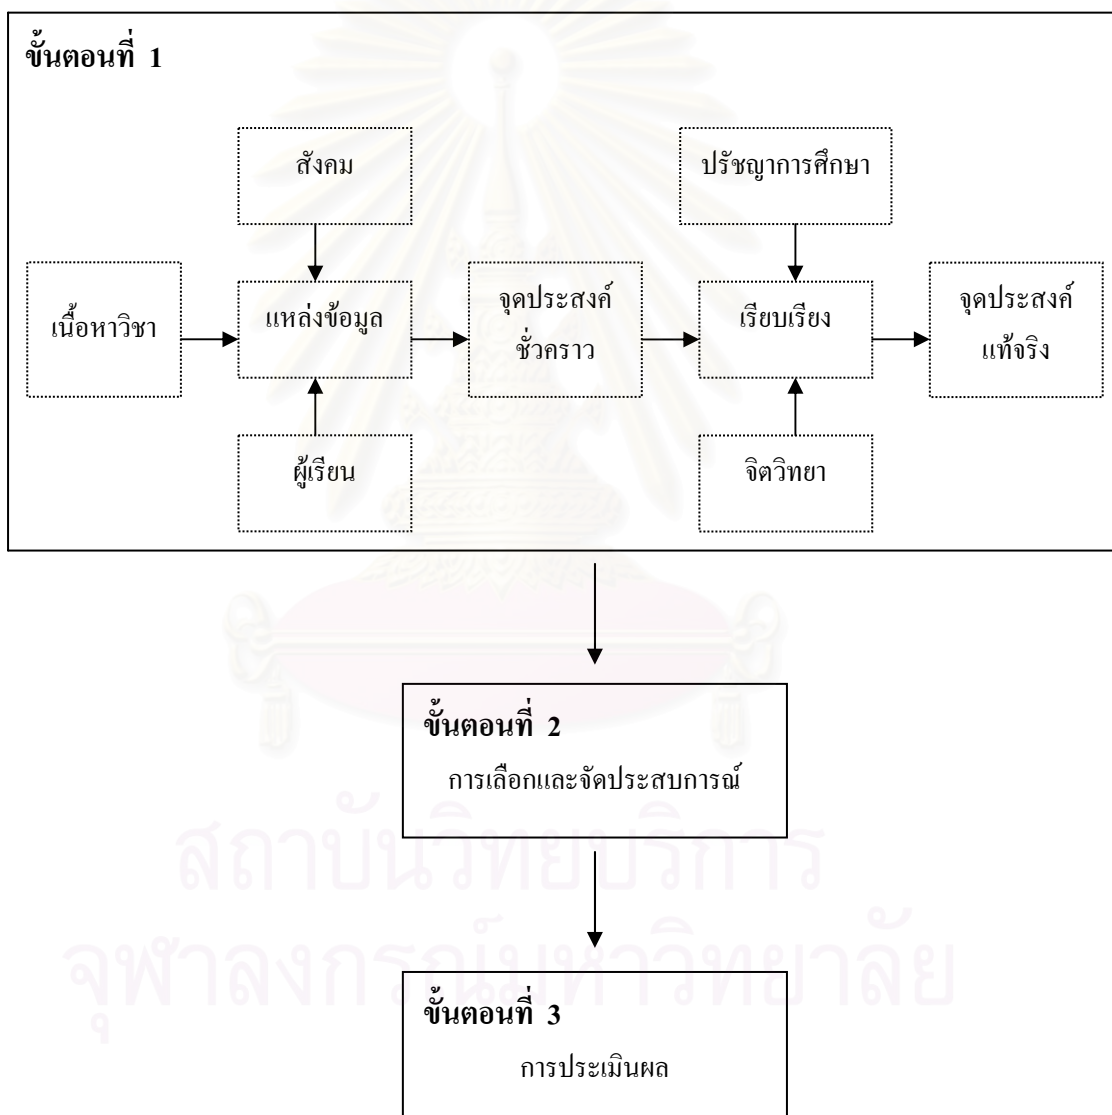 ขั้นตอนที่ 1
สังคม
ปรัชญาการศึกษา
เนื้อหาวิชา
แหล่งข้อมูล
จุดประสงค์
ชั่วคราว
เรียบเรียง
จุดประสงค์
แท้จริง
ผู้เรียน
จิตวิทยา
ขั้นตอนที่ 2
การเลือกและจัดประสบการณ์
สถาบันวิทยบริการ
จุฬาลงกรณ์มหาวิทยาลัย
ขั้นตอนที่ 3
การประเมินผล